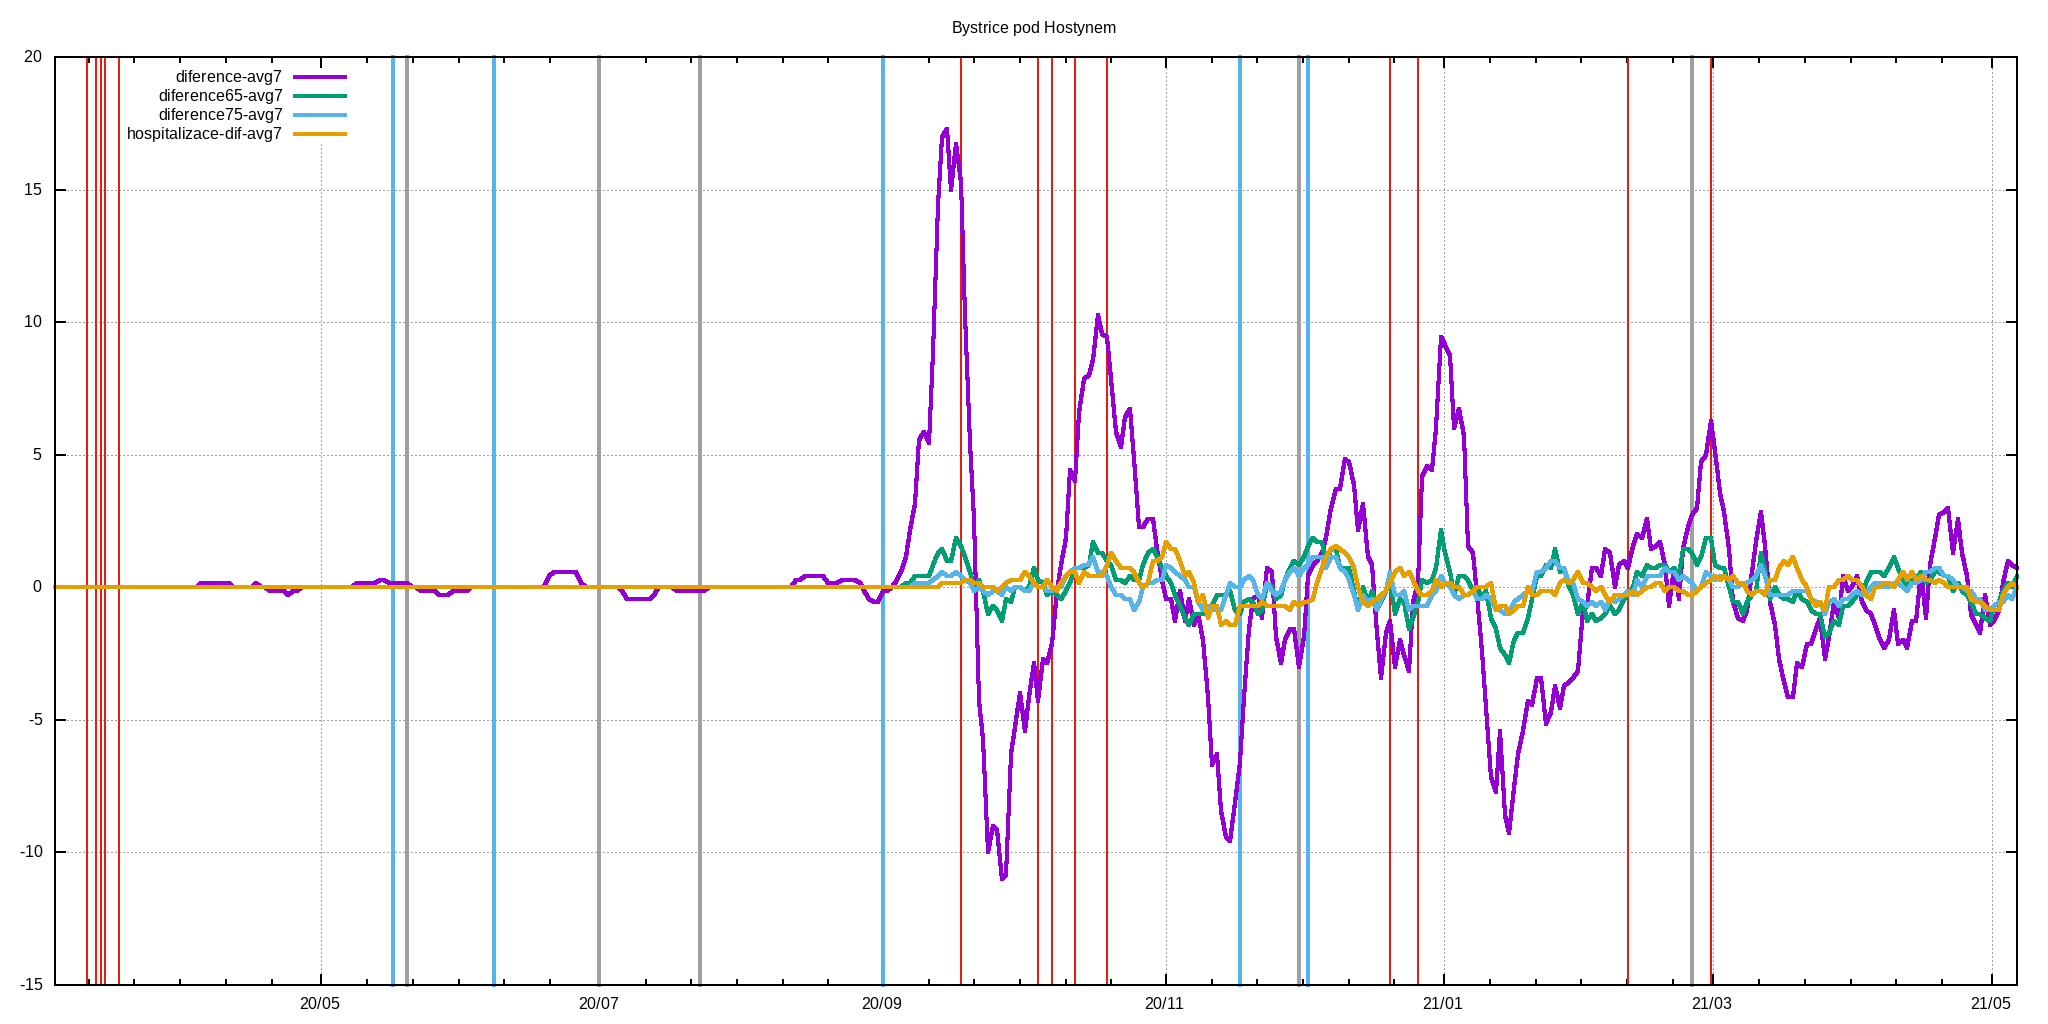 Bystrice pod Hostynem
diference-avg7
diference65-avg7
diference75-avg7
hospitalizace-dif-avg7
20
15
10
5
0
-5
-10
-15
20/05 20/07 20/09 20/11 21/01 21/03 21/05